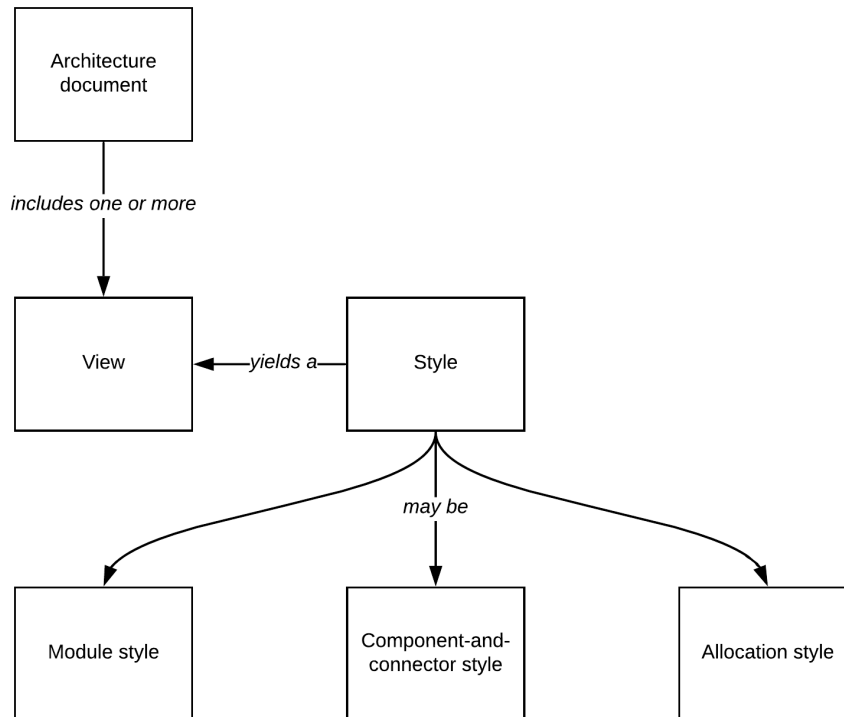 Architecture
document
includes one or more
View
yields a
Style
may be
Module style
Component-and-
connector style
Allocation style